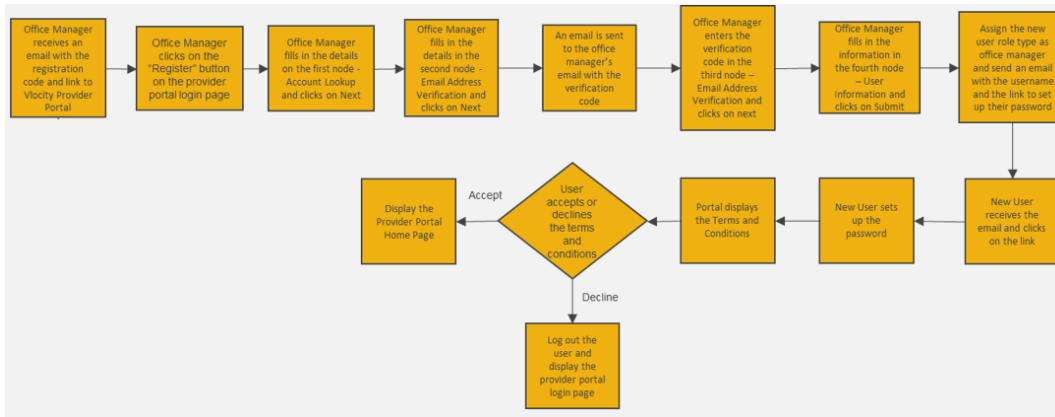 Office Manager
receives an
email with the
registration
code and link to
Vlocity Provider
Portal
Office Manager
clicks on the
“Register” button
on the provider
portal login page
Office Manager
fills in the details
on the first node -
Account Lookup
and clicks on Next
Office Manager
fills in the
details in the
second node -
Email Address
Verification and
clicks on Next
An email is sent
to the office
manager’s
email with the
verification
code
Office Manager
enters the
verification
code in the
third node –
Email Address
Verification and
clicks on next
Office Manager
fills in the
information in
the fourth node
– User
Information and
clicks on Submit
Assign the new
user role type as
office manager
and send an email
with the username
and the link to set
up their password
New User
receives the
email and clicks
on the link
New User sets
up the
password
Portal displays
the Terms and
Conditions
User
accepts or
declines
the terms
and
conditions
Accept
Display the
Provider Portal
Home Page
Decline
Log out the
user and
display the
provider portal
login page